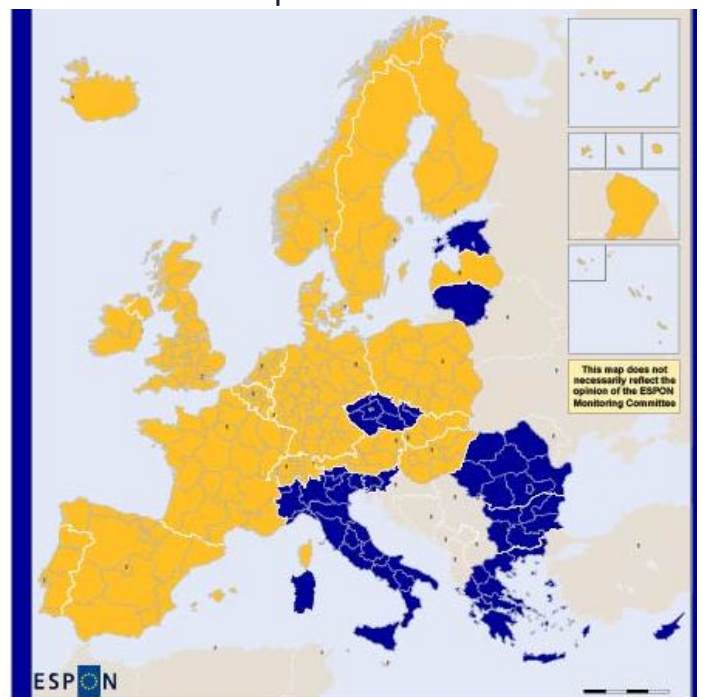 This map does not
necessarily reflect the
opinion of the ESPON
Monitoring Committee
ESPON